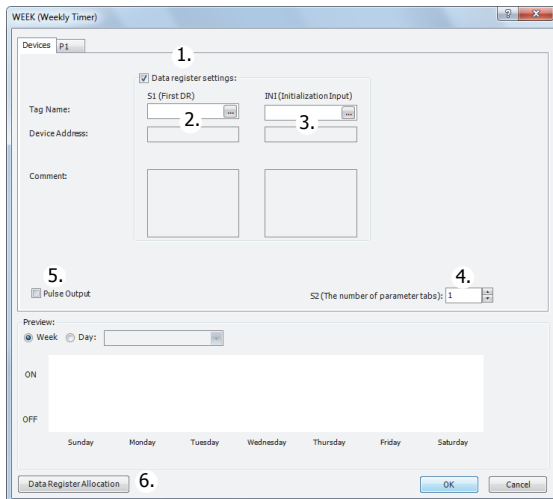 WEEK (Weekly Timer)
Devices P1
1.
Data register settings:
S1 (First DR) INI (Initialization Input)
Tag Name: ... ...
2. 3.
Device Address:
Comment:
5. 4.
Pulse Output S2 (The number of parameter tabs): 1
Preview:
Week Day:
ON
OFF
Sunday Monday Tuesday Wednesday Thursday Friday Saturday
Data Register Allocation 6. OK Cancel